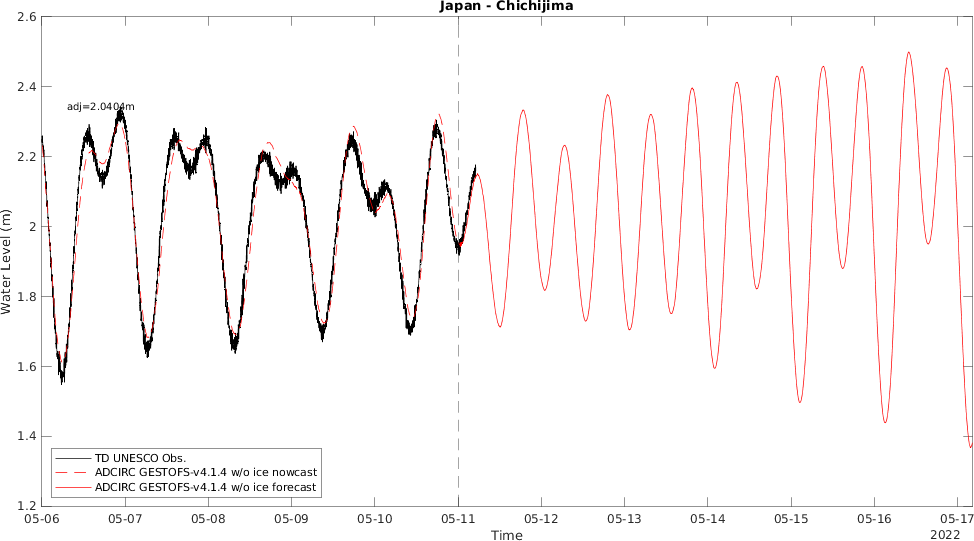 Japan - Chichijima
2.6
2.4
2.2
2
1.8
1.6
1.4
1.2
Water Level (m)
adj=2.0404m
TD UNESCO Obs.
ADCIRC GESTOFS-v4.1.4 w/o ice nowcast
ADCIRC GESTOFS-v4.1.4 w/o ice forecast
05-06 05-07 05-08 05-09 05-10 05-11 05-12 05-13 05-14 05-15 05-16 05-17
Time
2022